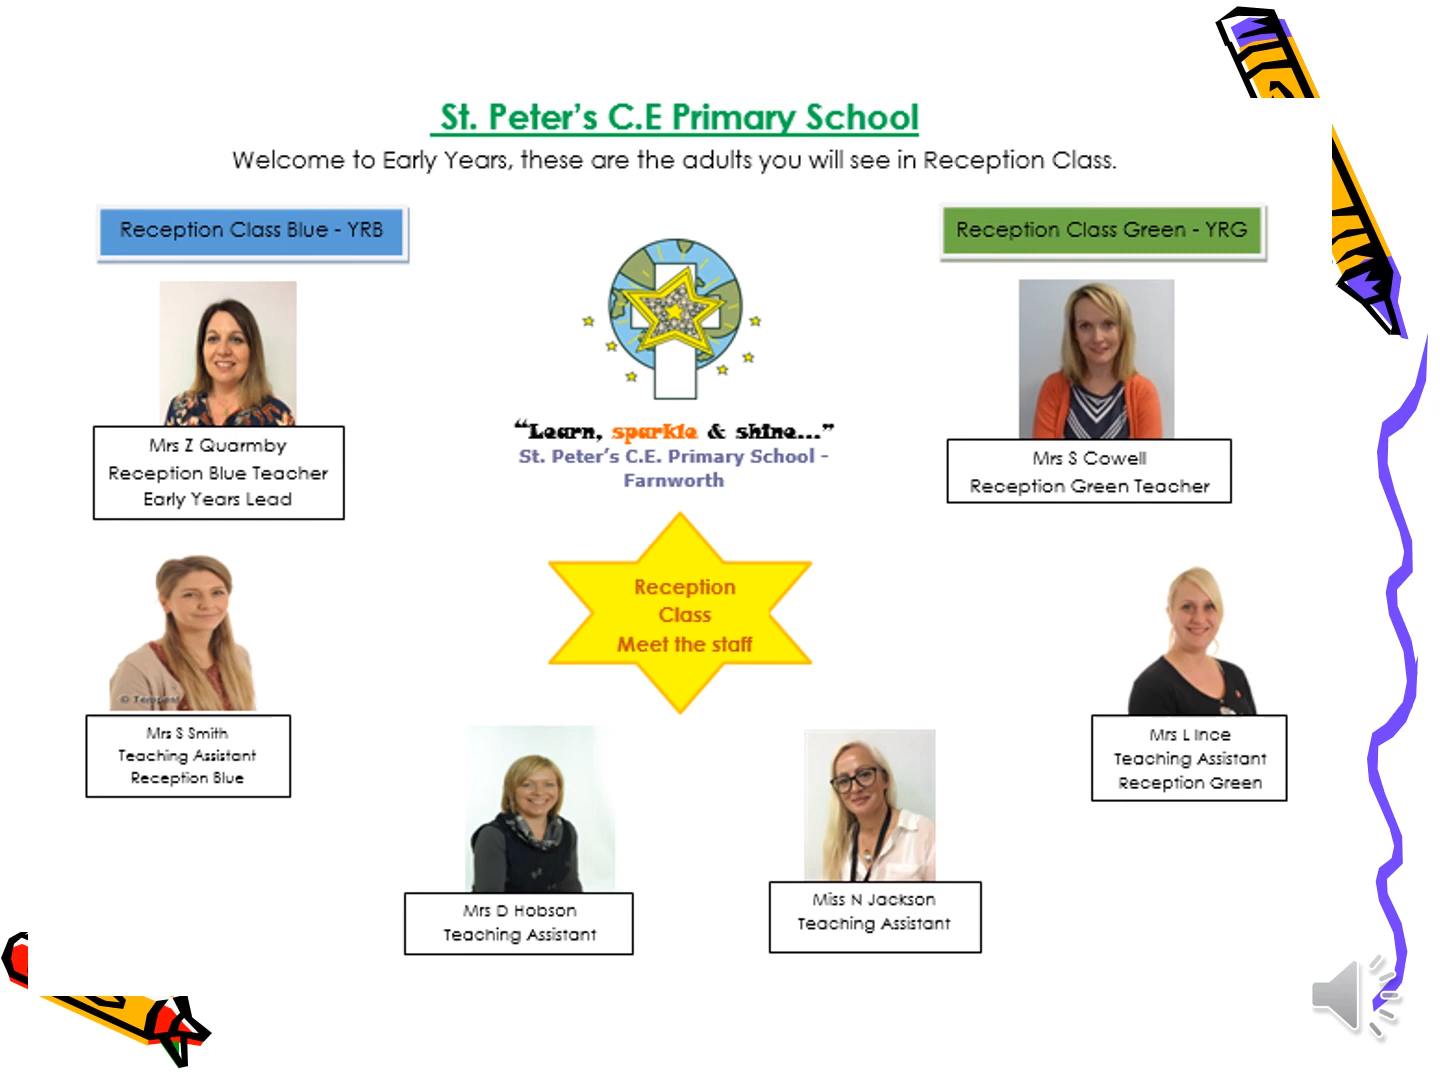 St. Peter's C.E Primary School
Welcome to Early Years, these are the adults you will see in Reception Class.
Reception Class Blue - YRB
Reception Class Green - YRG
Mrs Z Quarmby
Reception Blue Teacher
Early Years Lead
"Learn, sparkle & shine..."
St. Peter's C.E. Primary School -
Farnworth
Mrs S Cowell
Reception Green Teacher
Reception
Class
Meet the staff
© Tempest
Mrs S Smith
Teaching Assistant
Reception Blue
Mrs L Ince
Teaching Assistant
Reception Green
Mrs D Hobson
Teaching Assistant
Miss N Jackson
Teaching Assistant